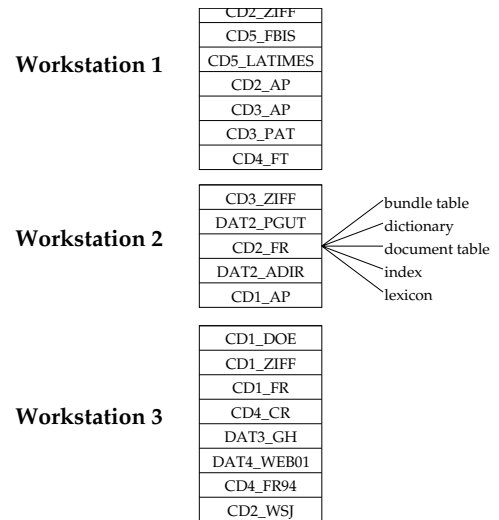 CD2_ZIFF
CD5_FBIS
Workstation 1
CD5_LATIMES
CD2_AP
CD3_AP
CD3_PAT
CD4_FT
CD3_ZIFF
bundle table
DAT2_PGUT
dictionary
Workstation 2
CD2_FR
document table
DAT2_ADIR
index
CD1_AP
lexicon
CD1_DOE
CD1_ZIFF
CD1_FR
Workstation 3
CD4_CR
DAT3_GH
DAT4_WEB01
CD4_FR94
CD2_WSJ